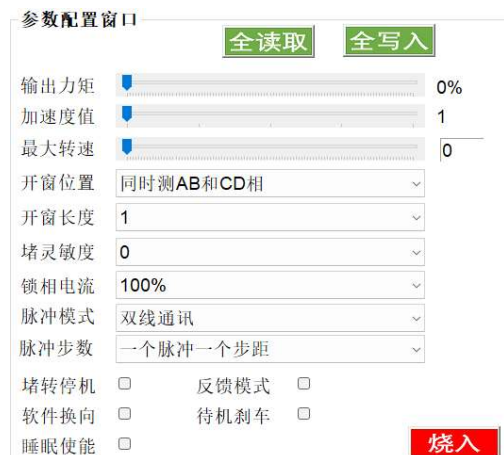 参数配置窗口
全读取 全写入
输出力矩 0%
加速度值 1
最大转速 0
开窗位置 同时测AB和CD相
开窗长度 1
堵灵敏度 0
锁相电流 100%
脉冲模式 双线通讯
脉冲步数 一个脉冲一个步距
堵转停机 反馈模式
软件换向 待机刹车
睡眠使能 烧入